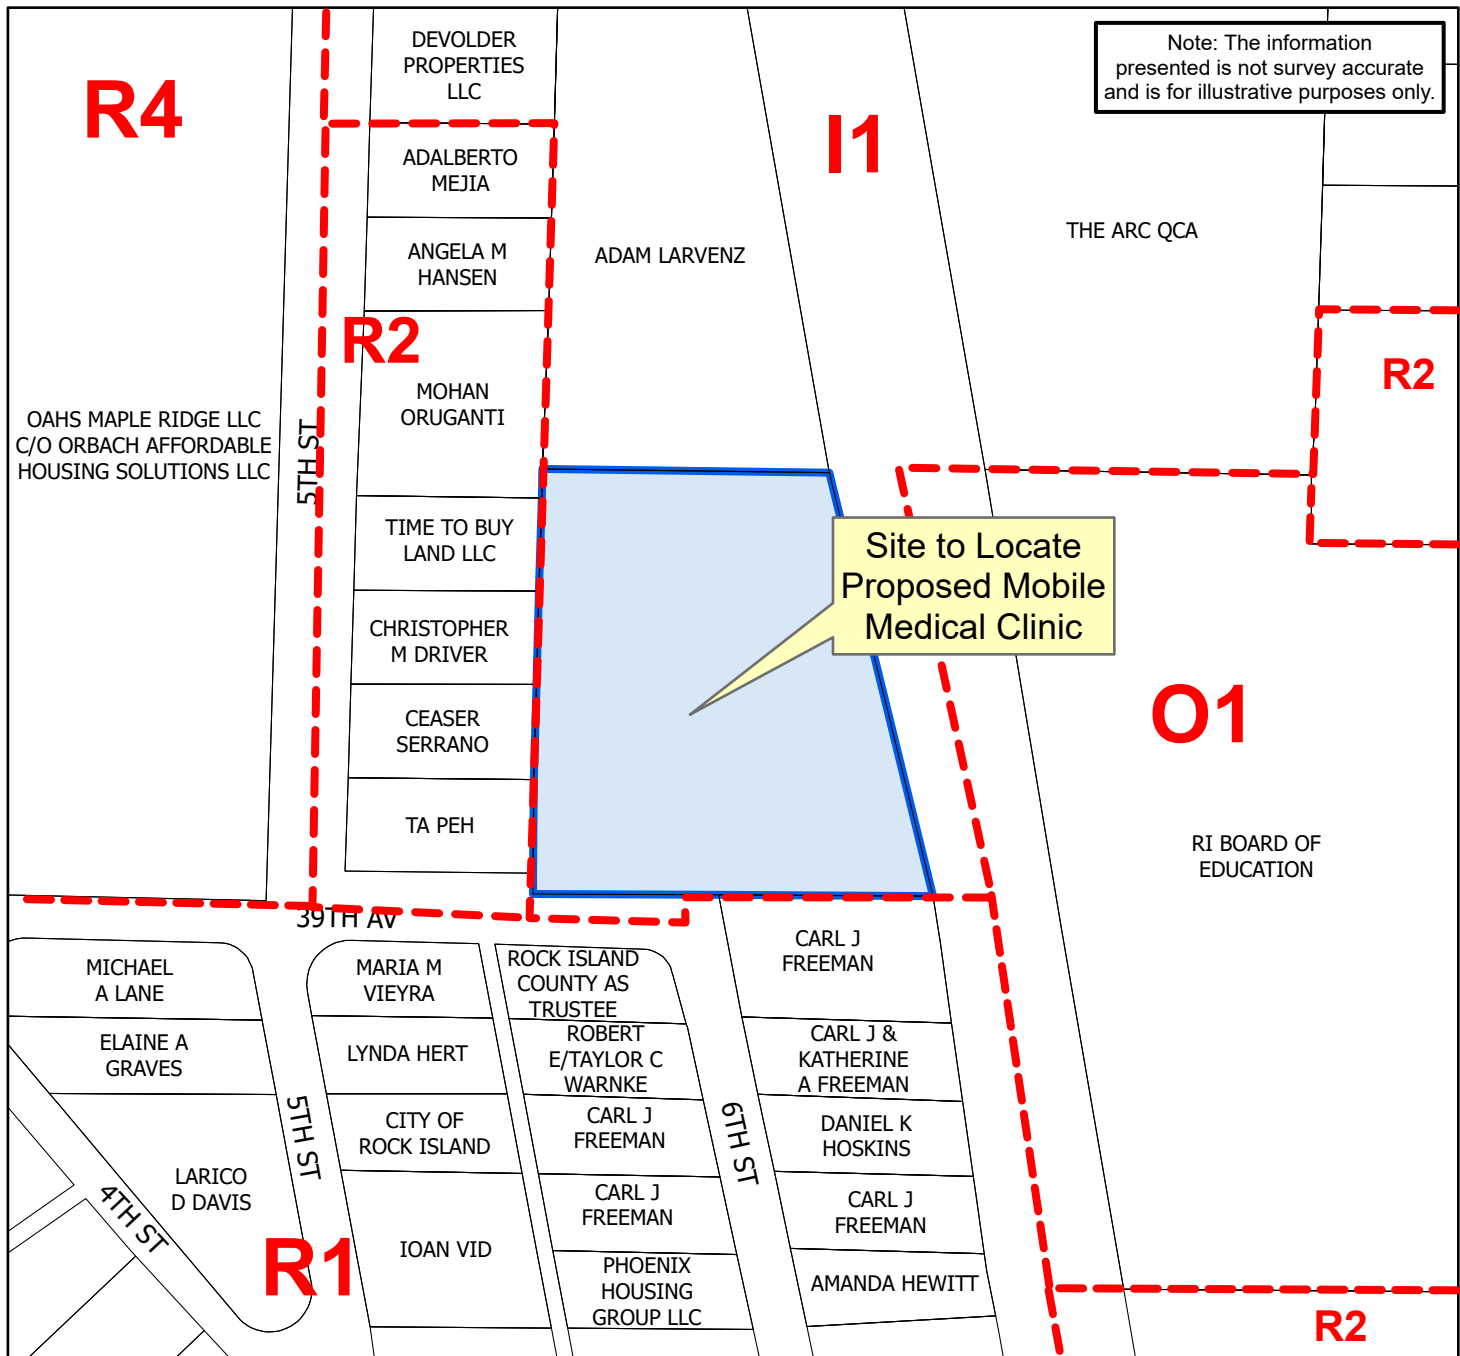 DEVOLDER
PROPERTIES
LLC
Note: The information
presented is not survey accurate
and is for illustrative purposes only.
R4
I1
ADALBERTO
MEJIA
ANGELA M
HANSEN
ADAM LARVENZ
THE ARC QCA
R2
R2
MOHAN
ORUGANTI
OAHS MAPLE RIDGE LLC
C/O ORBACH AFFORDABLE
HOUSING SOLUTIONS LLC
5TH ST
TIME TO BUY
LAND LLC
Site to Locate
Proposed Mobile
Medical Clinic
CHRISTOPHER
M DRIVER
CEASER
SERRANO
O1
TA PEH
RI BOARD OF
EDUCATION
39TH AV
MICHAEL
A LANE
MARIA M
VIEYRA
ROCK ISLAND
COUNTY AS
TRUSTEE
CARL J
FREEMAN
ELAINE A
GRAVES
LYNDA HERT
ROBERT
E/TAYLOR C
WARNKE
CARL J &
KATHERINE
A FREEMAN
5TH ST
CITY OF
ROCK ISLAND
CARL J
FREEMAN
6TH ST
DANIEL K
HOSKINS
LARICO
D DAVIS
4TH ST
CARL J
FREEMAN
CARL J
FREEMAN
R1
IOAN VID
PHOENIX
HOUSING
GROUP LLC
AMANDA HEWITT
R2